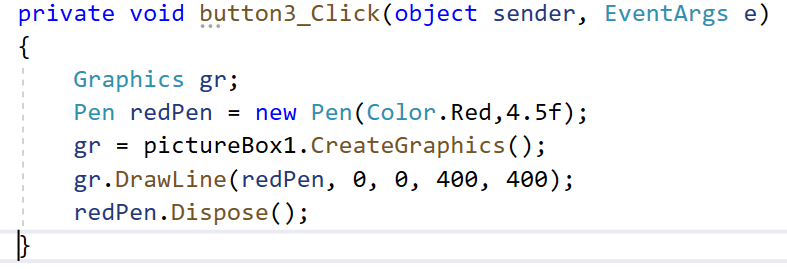 private void button3_Click(object sender, EventArgs e)
{
    Graphics gr;
    Pen redPen = new Pen(Color.Red,4.5f);
    gr = pictureBox1.CreateGraphics();
    gr.DrawLine(redPen, 0, 0, 400, 400);
    redPen.Dispose();
}